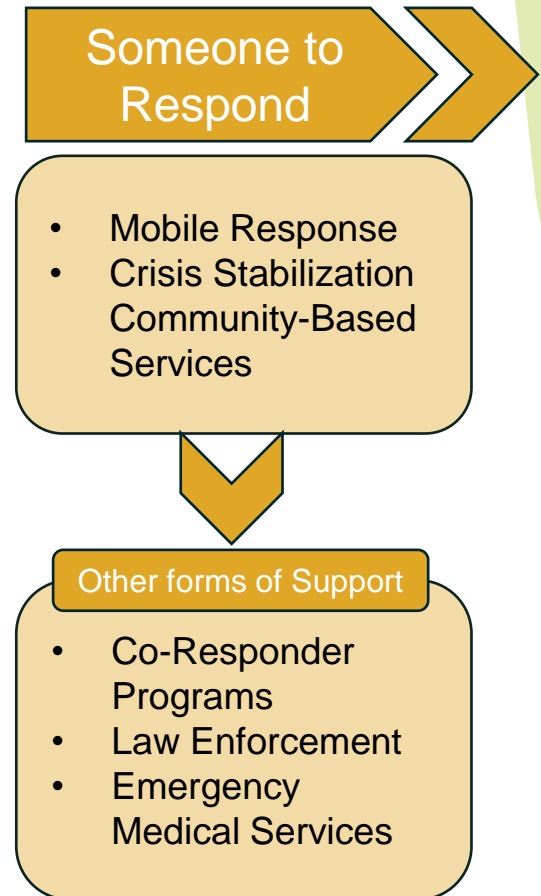 Someone to
Respond
• Mobile Response
• Crisis Stabilization
Community-Based
Services
Other forms of Support
• Co-Responder
Programs
• Law Enforcement
• Emergency
Medical Services